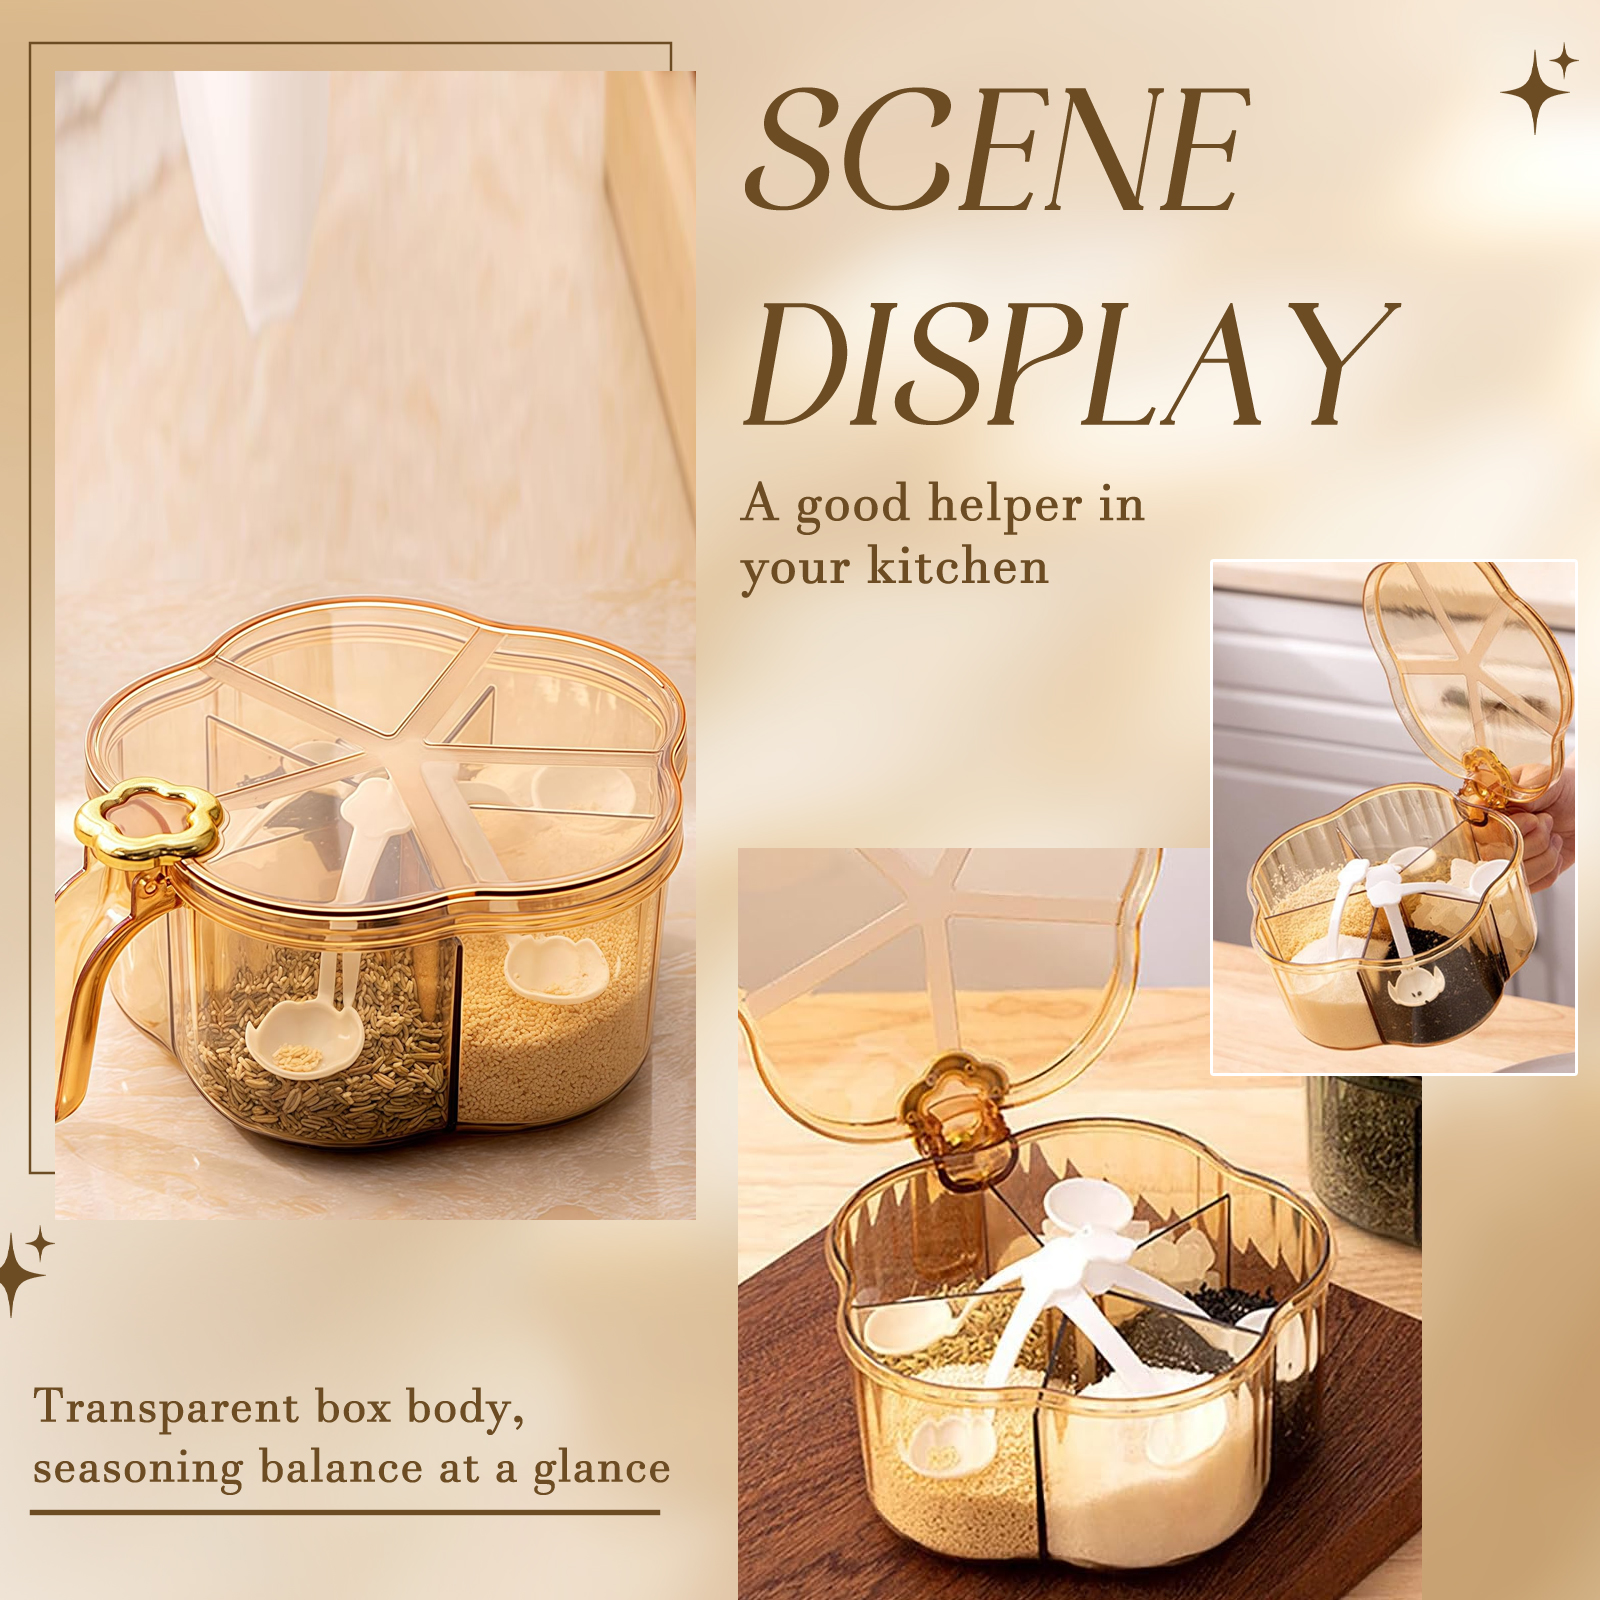 SCENE
DISPLAY
A good helper in
your kitchen
Transparent box body,
seasoning balance at a glance